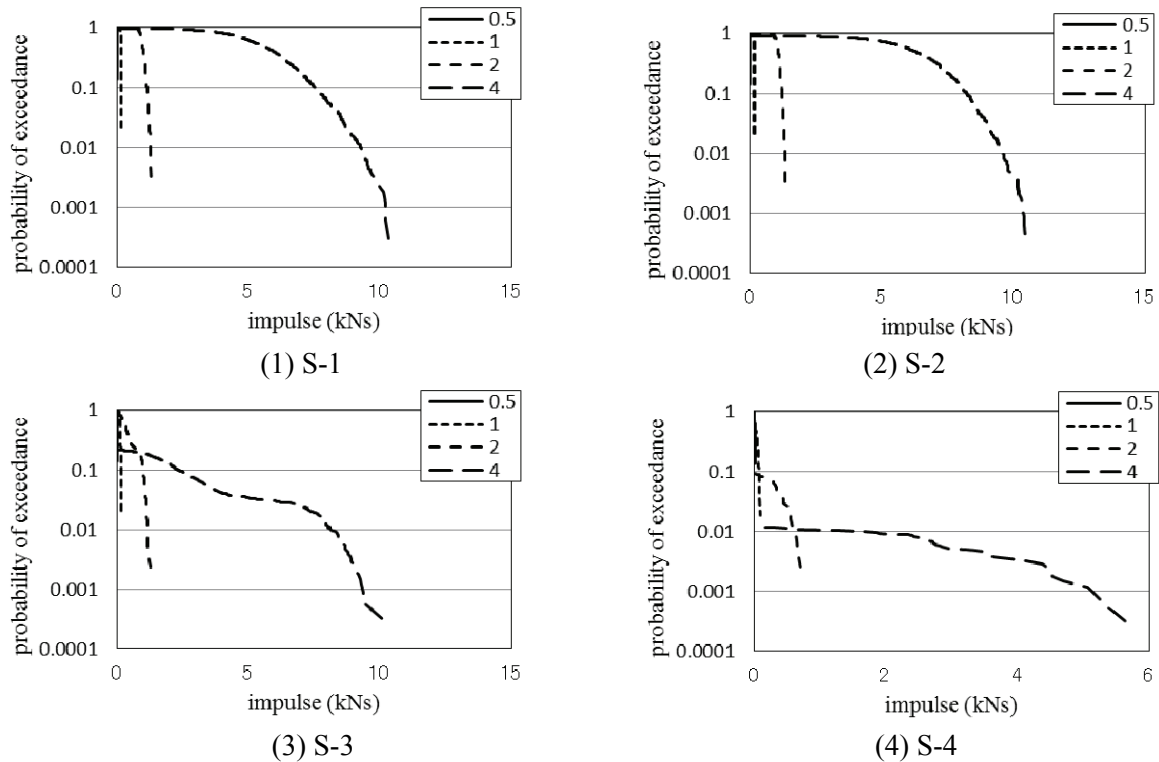 1
0.1
0.01
0.001
0.0001
probability of exceedance
0 5 10 15
impulse (kNs)
0.5
1
2
4
(1) S-1
1
0.1
0.01
0.001
0.0001
probability of exceedance
0 5 10 15
impulse (kNs)
0.5
1
2
4
(2) S-2
1
0.1
0.01
0.001
0.0001
probability of exceedance
0 5 10 15
impulse (kNs)
0.5
1
2
4
(3) S-3
1
0.1
0.01
0.001
0.0001
probability of exceedance
0 2 4 6
impulse (kNs)
0.5
1
2
4
(4) S-4